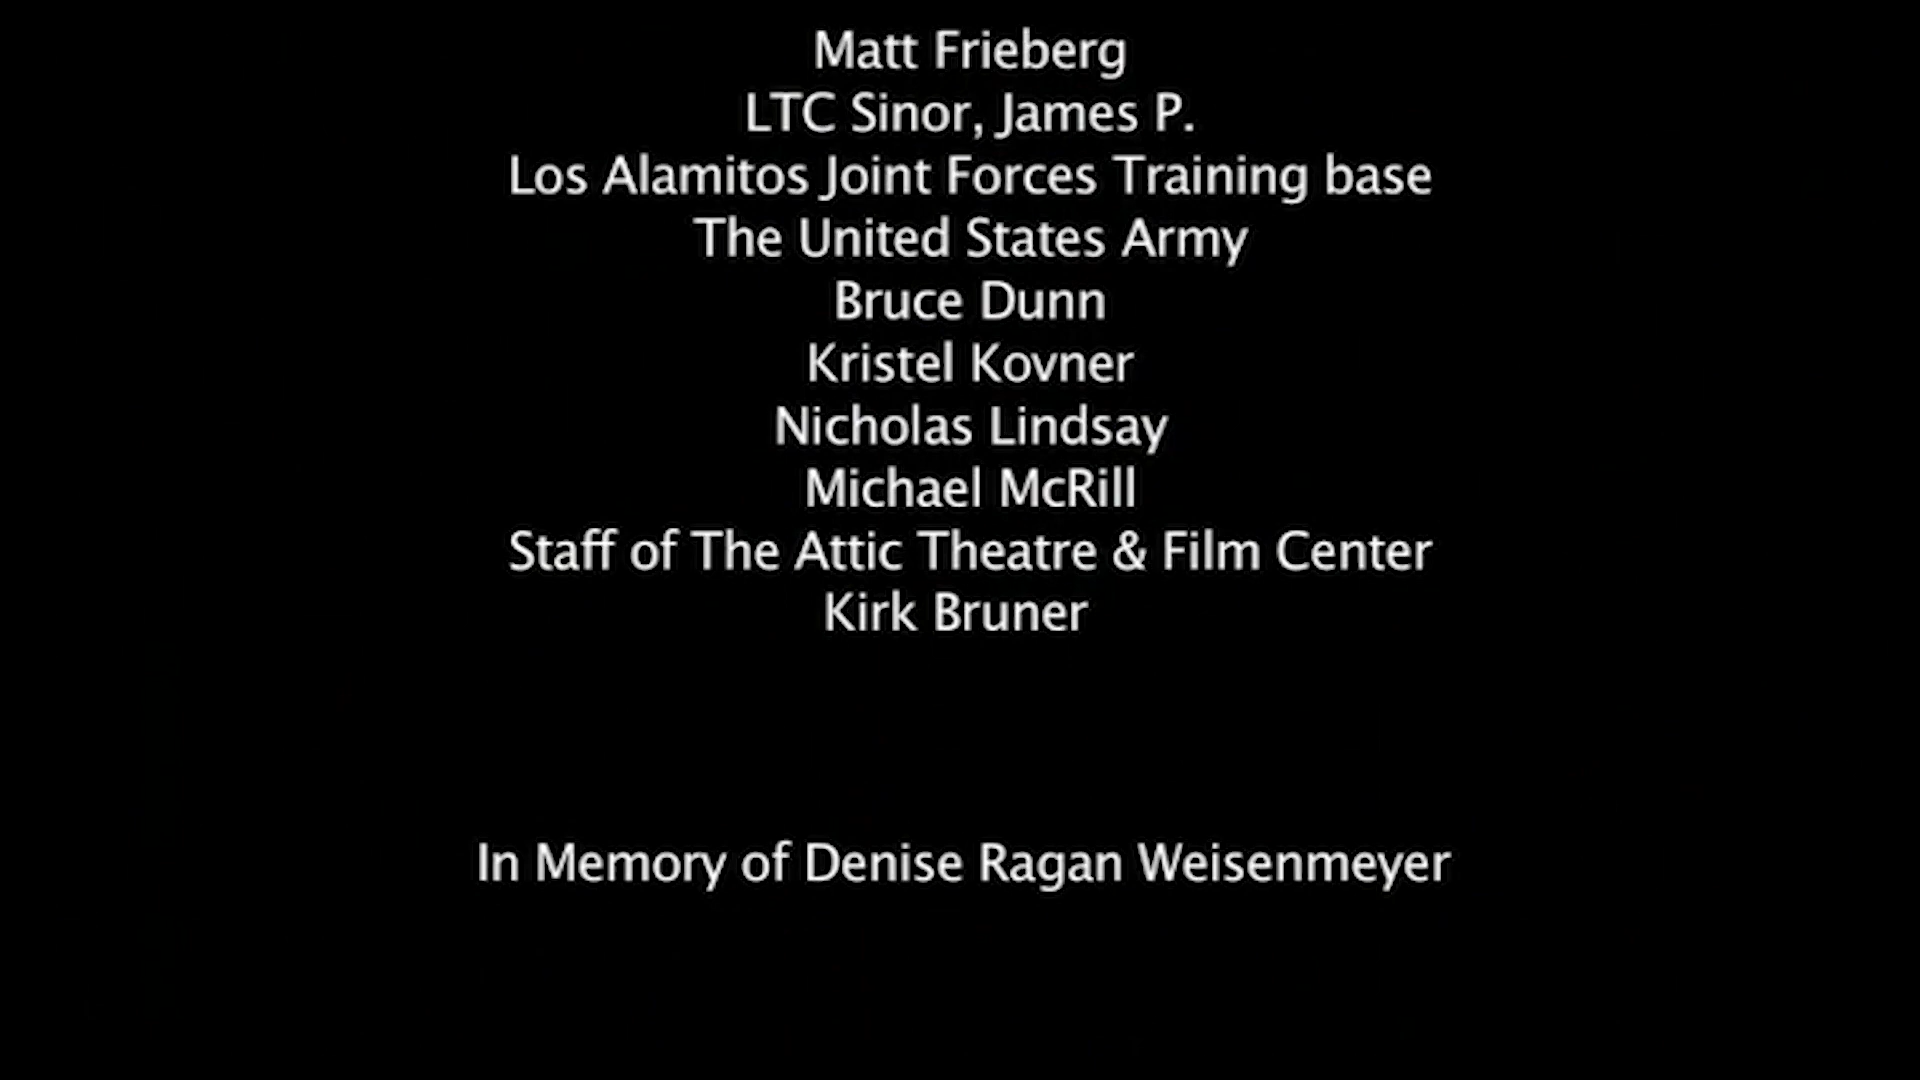 Matt Frieberg
LTC Sinor, James P.
Los Alamitos Joint Forces Training base
The United States Army
Bruce Dunn
Kristel Kovner
Nicholas Lindsay
Michael McRill
Staff of The Attic Theatre & Film Center
Kirk Bruner
In Memory of Denise Ragan Weisenmeyer